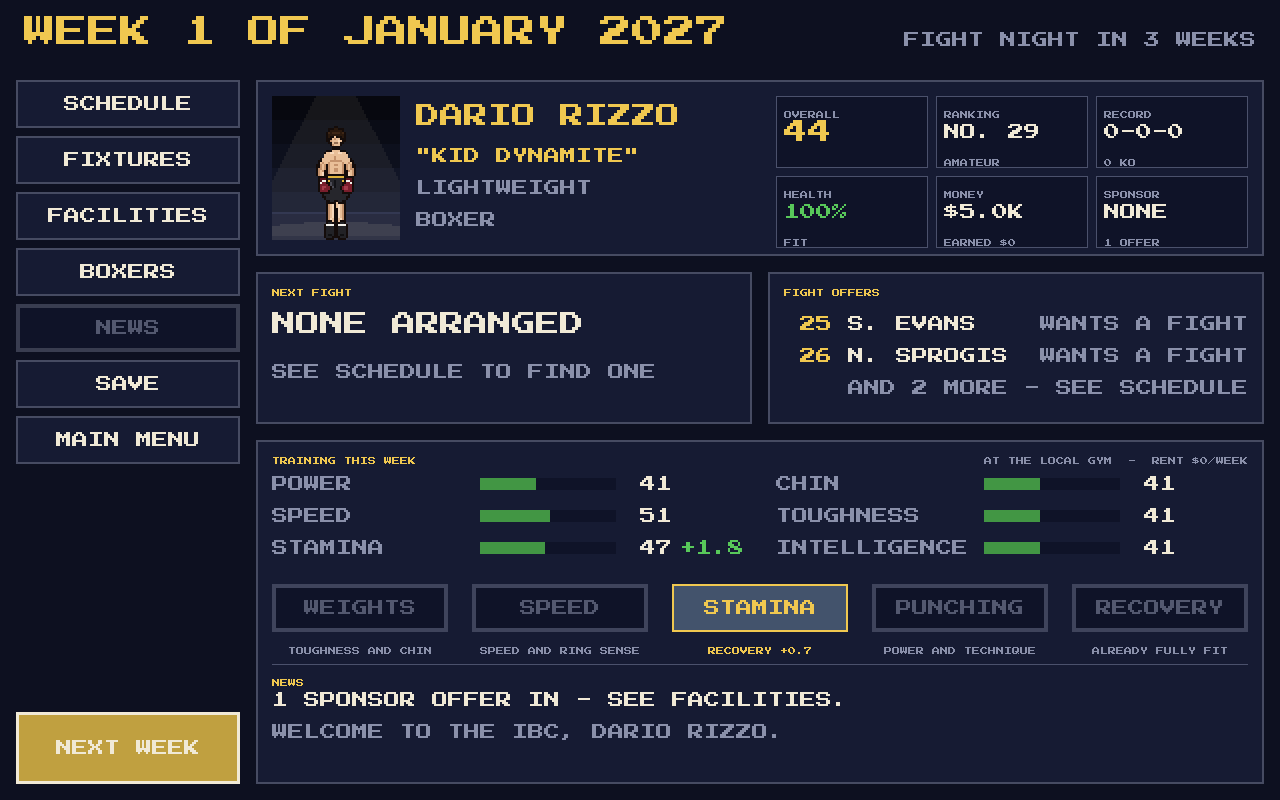 WEEK 1 OF JANUARY 2027
FIGHT NIGHT IN 3 WEEKS
SCHEDULE
FIXTURES
FACILITIES
BOXERS
NEWS
SAVE
MAIN MENU
NEXT WEEK
DARIO RIZZO
"KID DYNAMITE"
LIGHTWEIGHT
BOXER
OVERALL
44
RANKING
NO. 29
AMATEUR
RECORD
0-0-0
0 KO
HEALTH
100%
FIT
MONEY
$5.0K
EARNED $0
SPONSOR
NONE
1 OFFER
NEXT FIGHT
NONE ARRANGED
SEE SCHEDULE TO FIND ONE
FIGHT OFFERS
25 S. EVANS WANTS A FIGHT
26 N. SPROGIS WANTS A FIGHT
AND 2 MORE - SEE SCHEDULE
TRAINING THIS WEEK
AT THE LOCAL GYM - RENT $0/WEEK
POWER 41
CHIN 41
SPEED 51
TOUGHNESS 41
STAMINA 47 +1.8
INTELLIGENCE 41
WEIGHTS
SPEED
STAMINA
PUNCHING
RECOVERY
TOUGHNESS AND CHIN
SPEED AND RING SENSE
RECOVERY +0.7
POWER AND TECHNIQUE
ALREADY FULLY FIT
NEWS
1 SPONSOR OFFER IN - SEE FACILITIES.
WELCOME TO THE IBC, DARIO RIZZO.